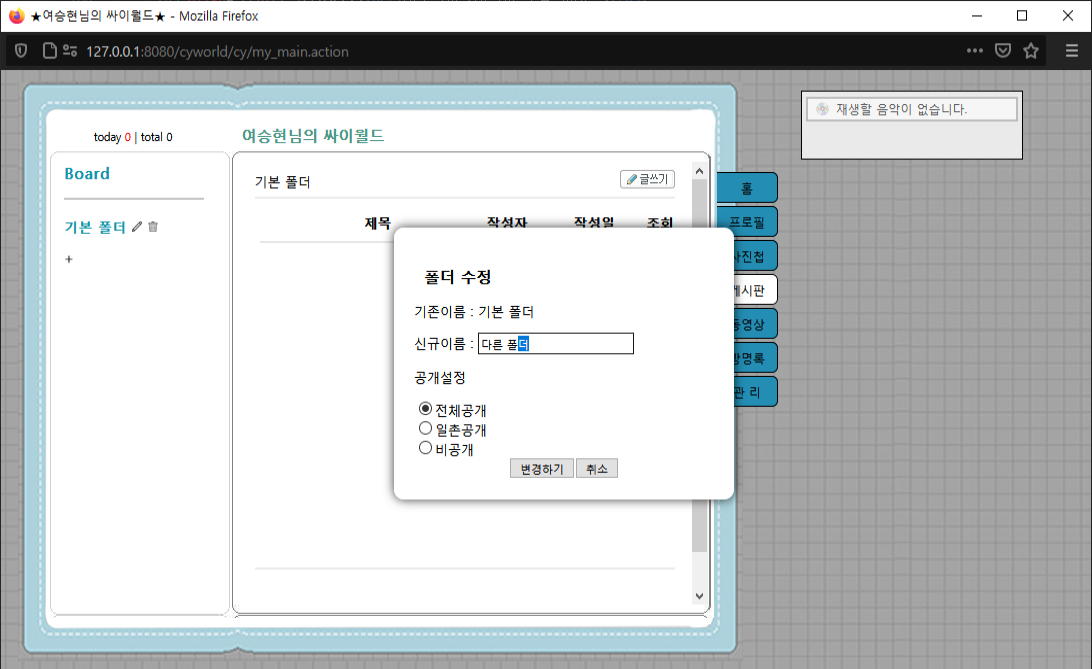 ★여승현님의 싸이월드★ - Mozilla Firefox
127.0.0.1:8080/cyworld/cy/my_main.action
today 0 | total 0
여승현님의 싸이월드
재생할 음악이 없습니다.
Board
기본 폴더
+
기본 폴더
글쓰기
제목 작성자 작성일 조회
홈
프로필
사진첩
게시판
동영상
방명록
관 리
폴더 수정
기존이름 : 기본 폴더
신규이름 : 다른 폴더
공개설정
전체공개
일촌공개
비공개
변경하기 취소